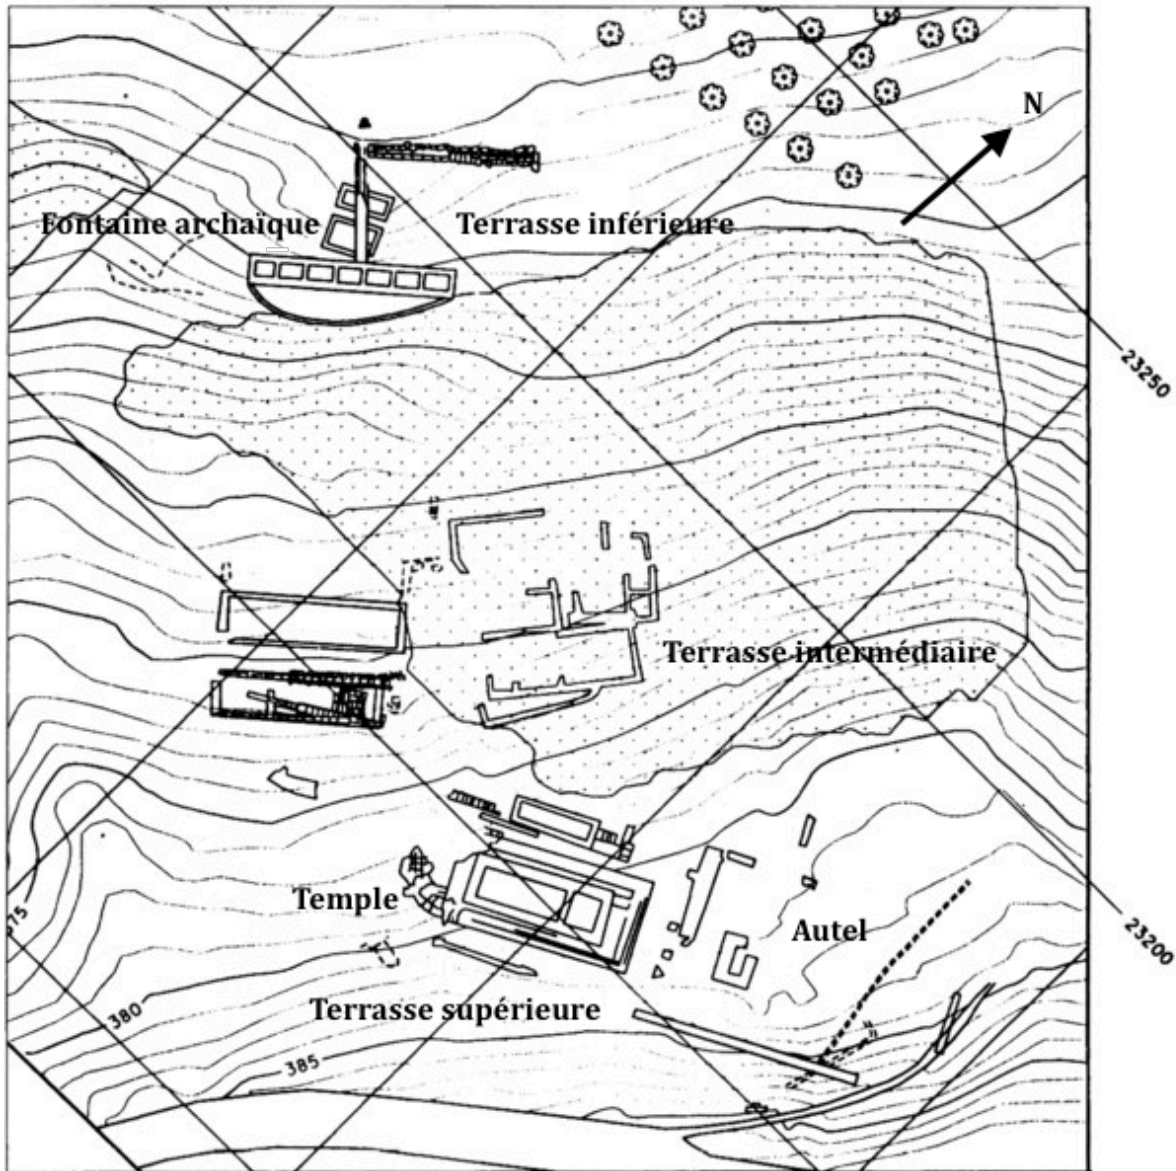 N
Fontaine archaïque
Terrasse inférieure
23250
Terrasse intermédiaire
Temple
Autel
23200
375
Terrasse supérieure
380
385